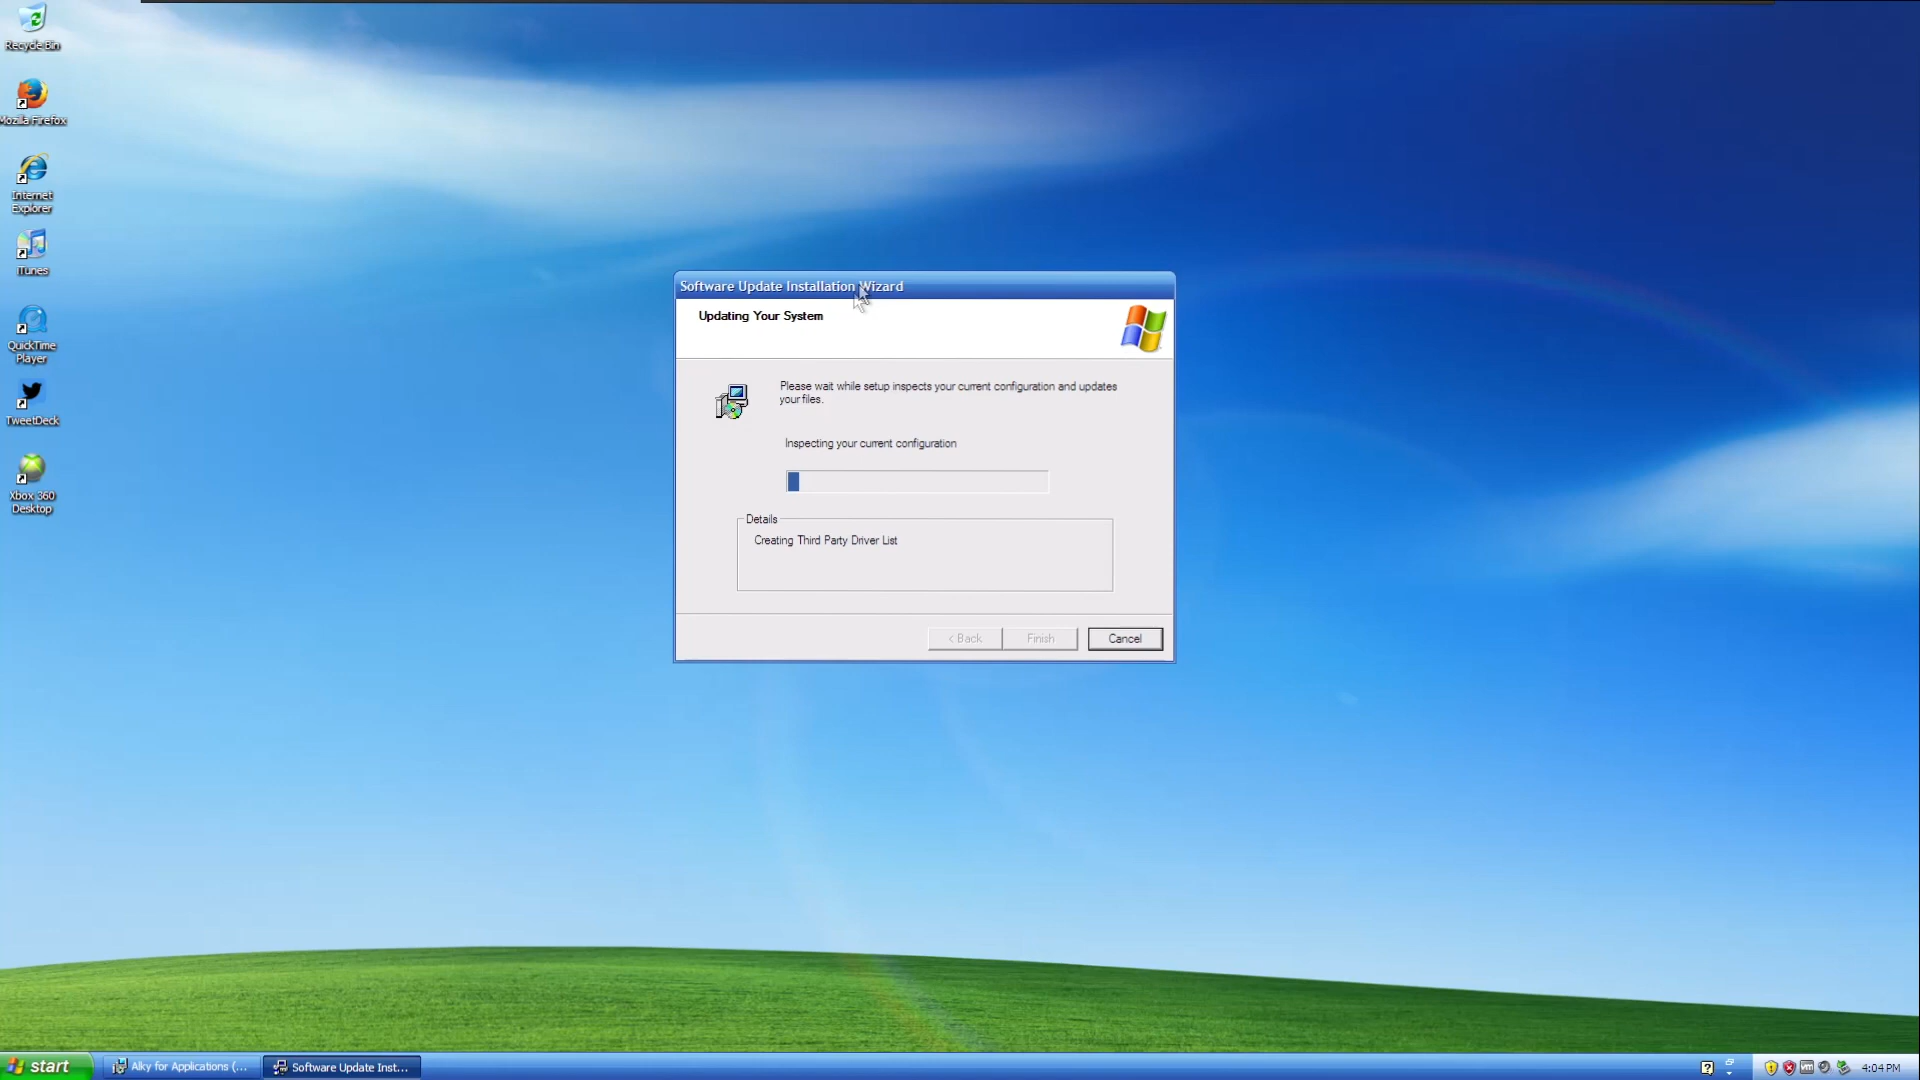 Recycle Bin
Mozilla Firefox
Internet
Explorer
iTunes
QuickTime
Player
TweetDeck
Xbox 360
Desktop
Software Update Installation Wizard
Updating Your System
Please wait while setup inspects your current configuration and updates
your files.
Inspecting your current configuration
Details
Creating Third Party Driver List
< Back
Finish
Cancel
start
Alky for Applications (...
Software Update Inst...
vm
4:04 PM